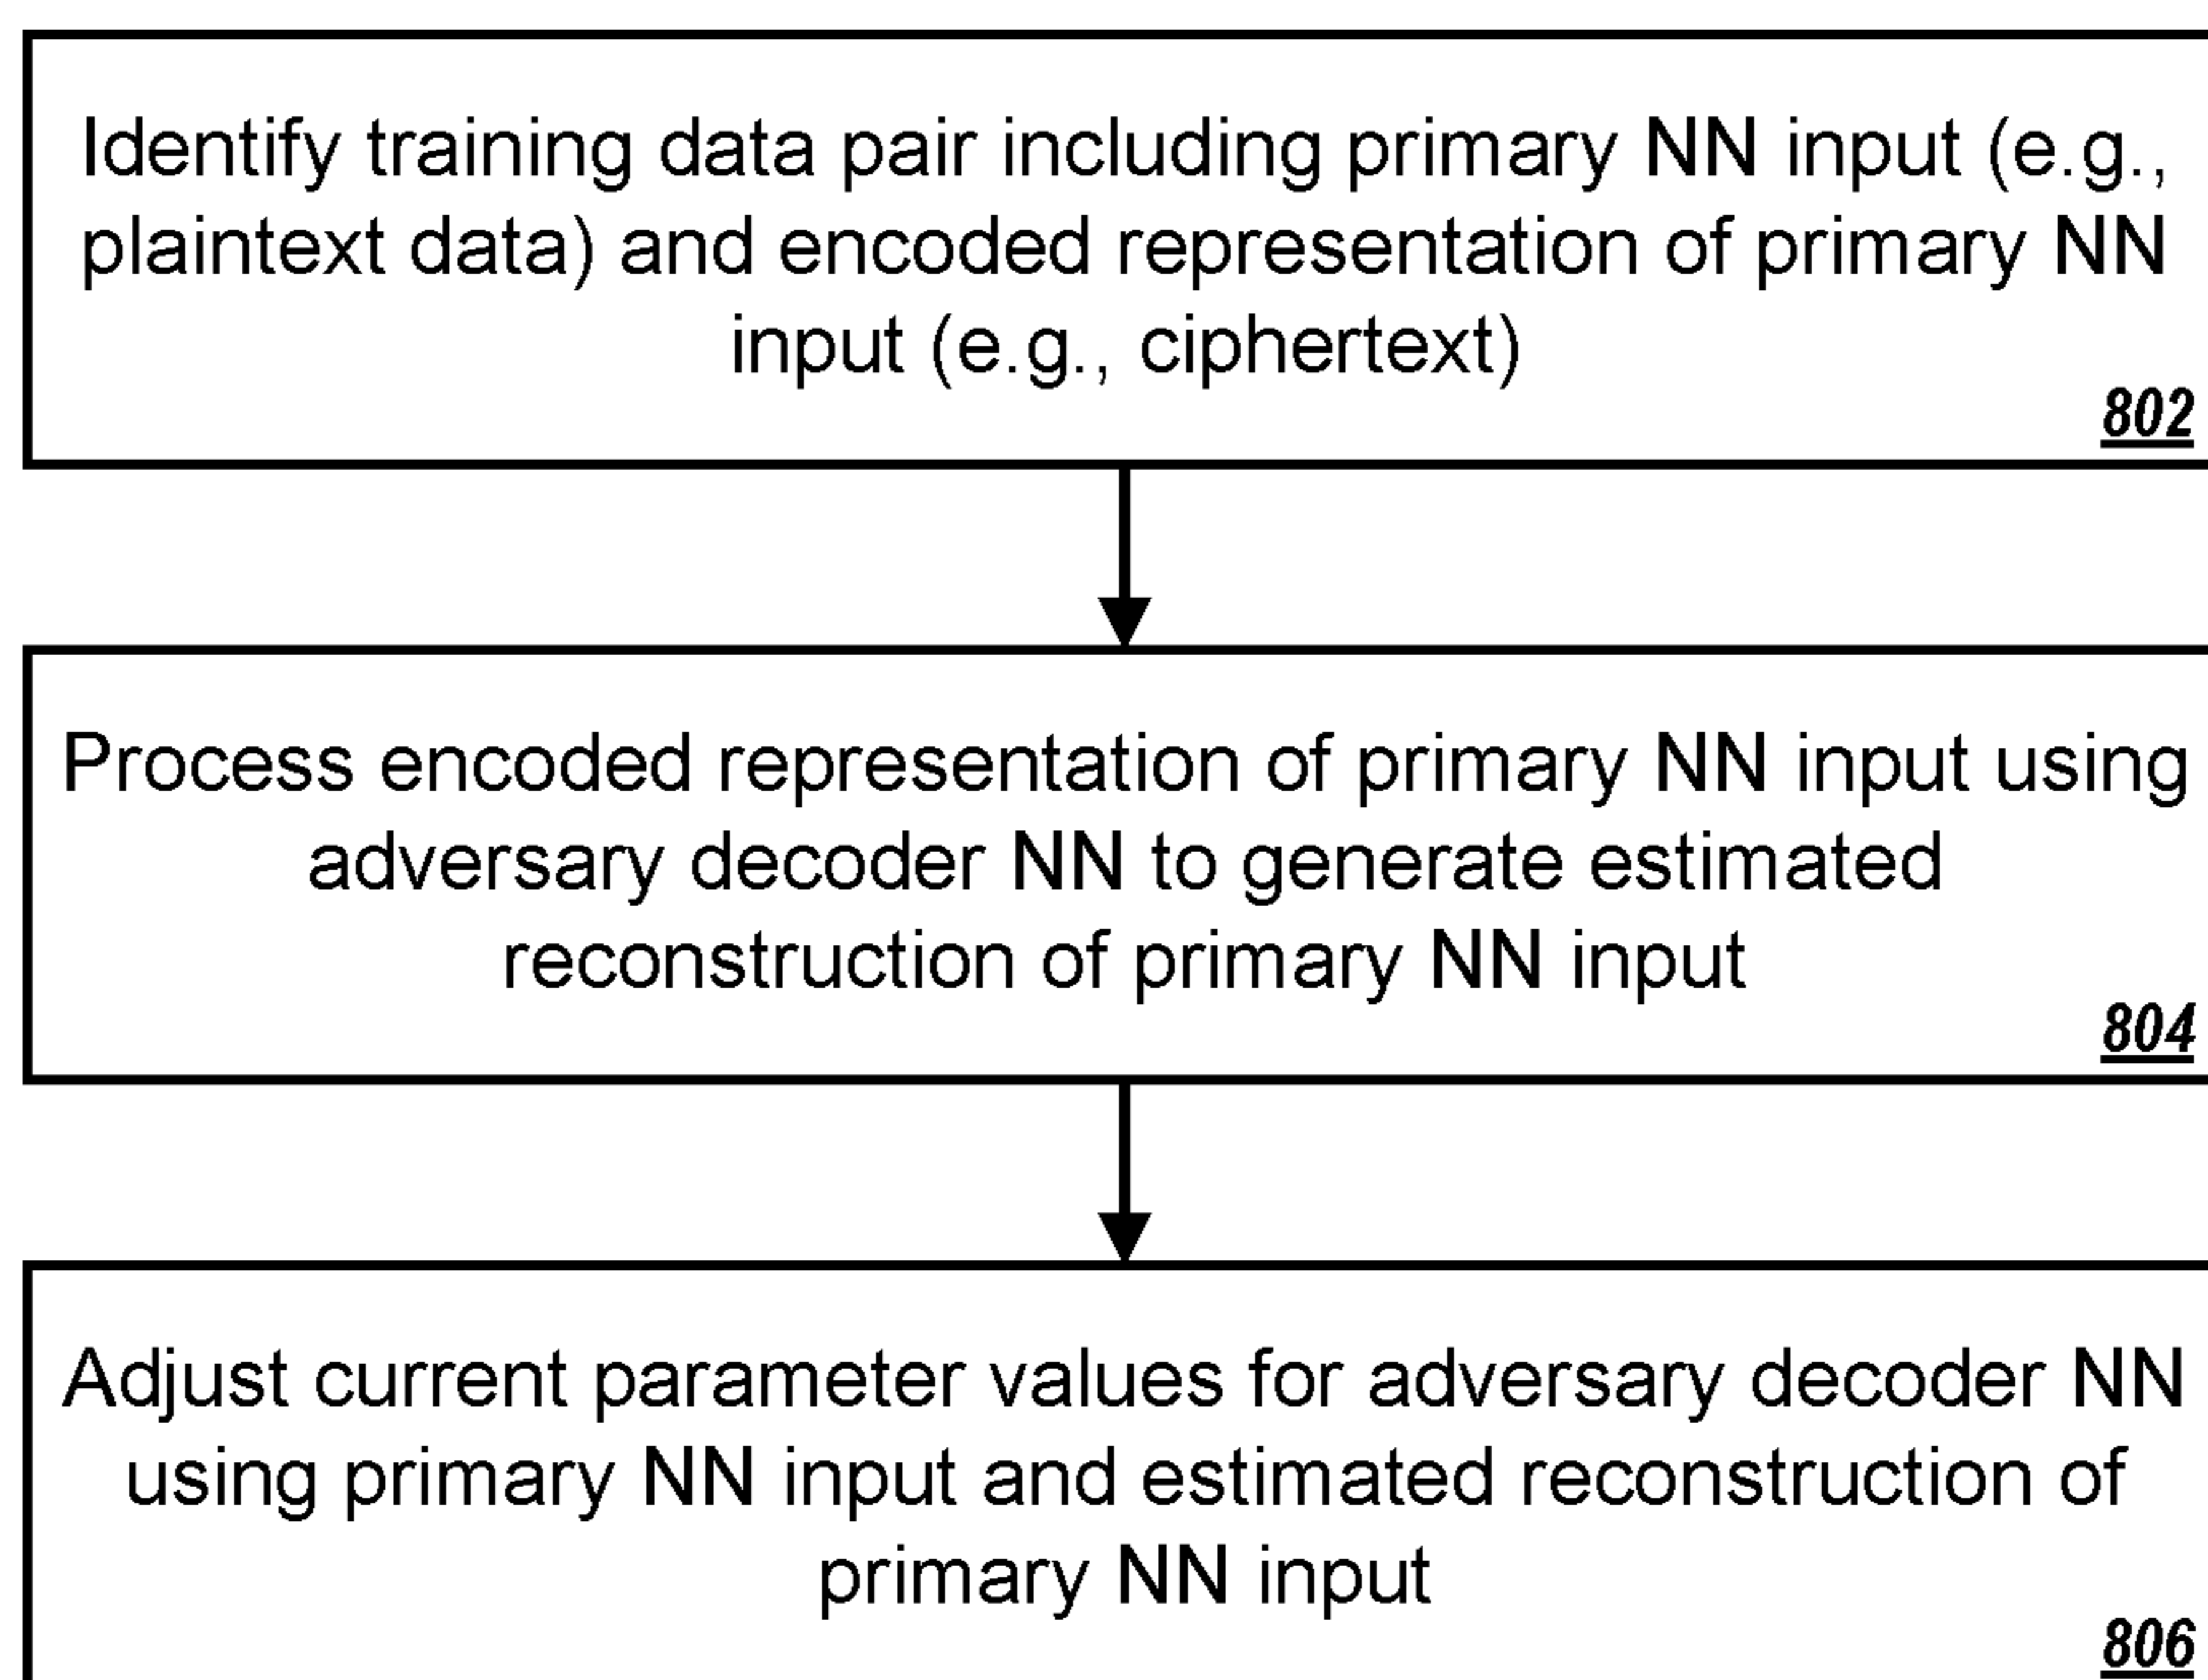 Identify training data pair including primary NN input (e.g.,
plaintext data) and encoded representation of primary NN
input (e.g., ciphertext)
802
Process encoded representation of primary NN input using
adversary decoder NN to generate estimated
reconstruction of primary NN input
804
Adjust current parameter values for adversary decoder NN
using primary NN input and estimated reconstruction of
primary NN input
806